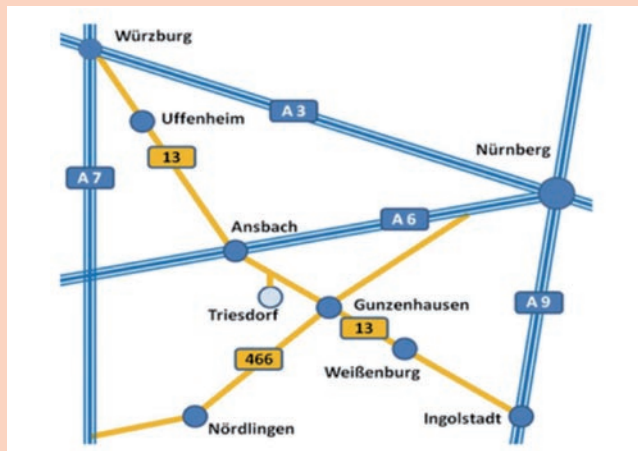 Würzburg
A 3
Uffenheim
13
Nürnberg
A 7
A 6
Ansbach
Triesdorf
Gunzenhausen
A 9
13
466
Weißenburg
Nördlingen
Ingolstadt